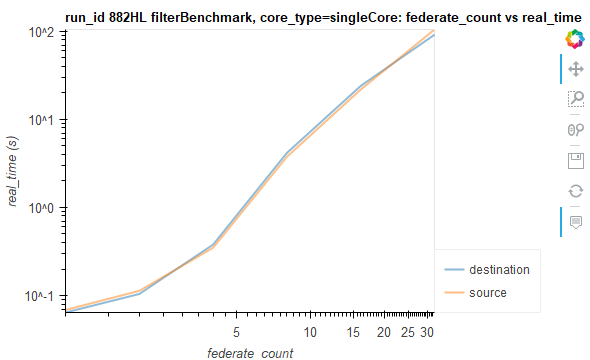 run_id 882HL filterBenchmark, core_type=singleCore: federate_count vs real_time
10^2
10^1
10^0
10^-1
real_time (s)
5 10 15 20 25 30
federate_count
destination
source